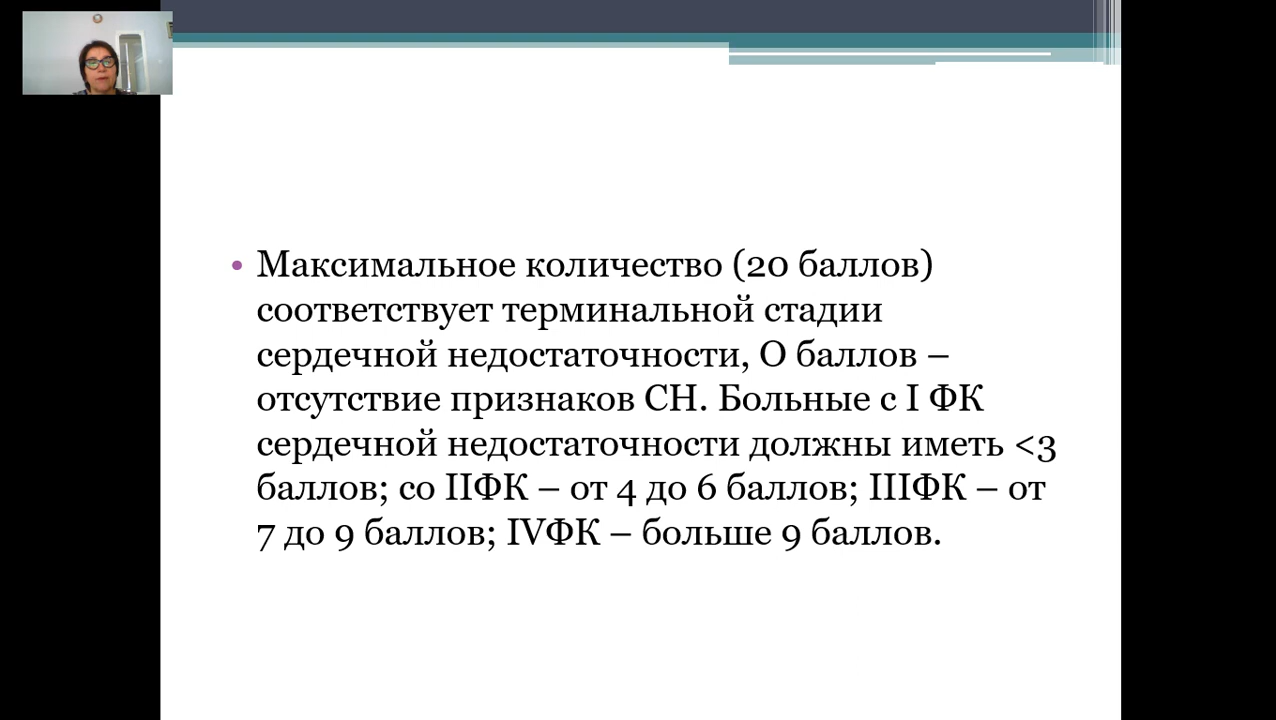 • Максимальное количество (20 баллов)
соответствует терминальной стадии
сердечной недостаточности, О баллов –
отсутствие признаков СН. Больные с I ФК
сердечной недостаточности должны иметь <3
баллов; со IIФК – от 4 до 6 баллов; IIIФК – от
7 до 9 баллов; IVФК – больше 9 баллов.